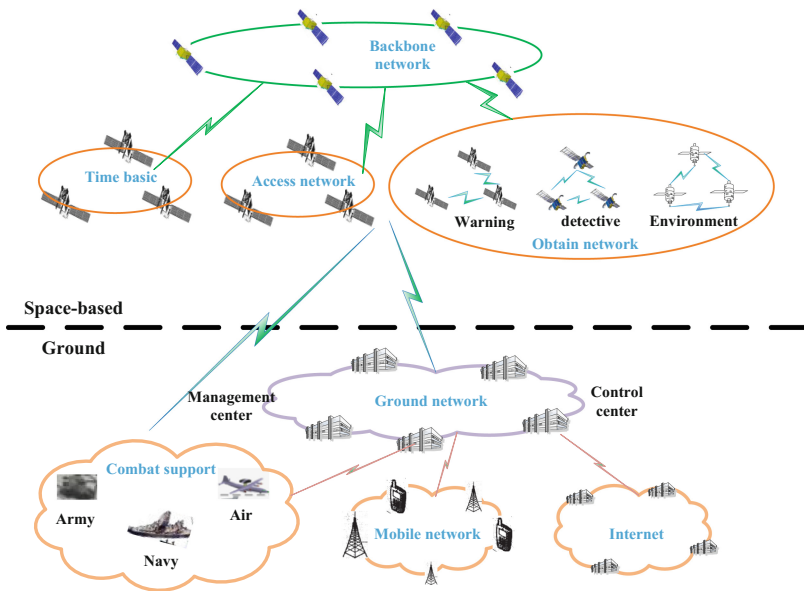 Backbone
network
Time basic
Access network
Warning
detective
Environment
Obtain network
Space-based
Ground
Management
center
Ground network
Control
center
Combat support
Army
Air
Navy
Mobile network
Internet